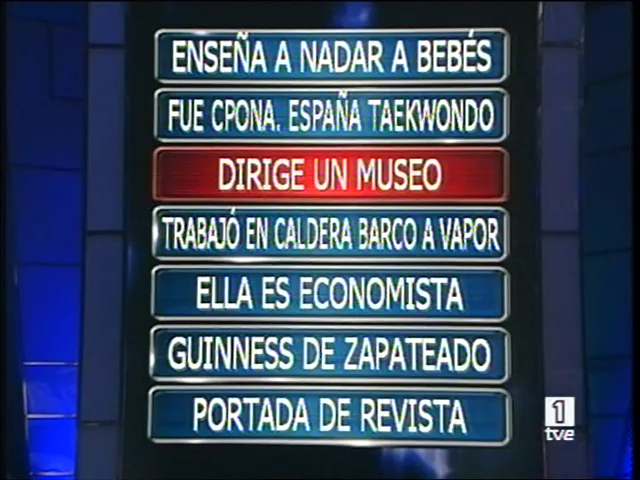 ENSEÑA A NADAR A BEBÉS
FUE CPONA. ESPAÑA TAEKWONDO
DIRIGE UN MUSEO
TRABAJÓ EN CALDERA BARCO A VAPOR
ELLA ES ECONOMISTA
GUINNESS DE ZAPATEADO
PORTADA DE REVISTA
1
tve